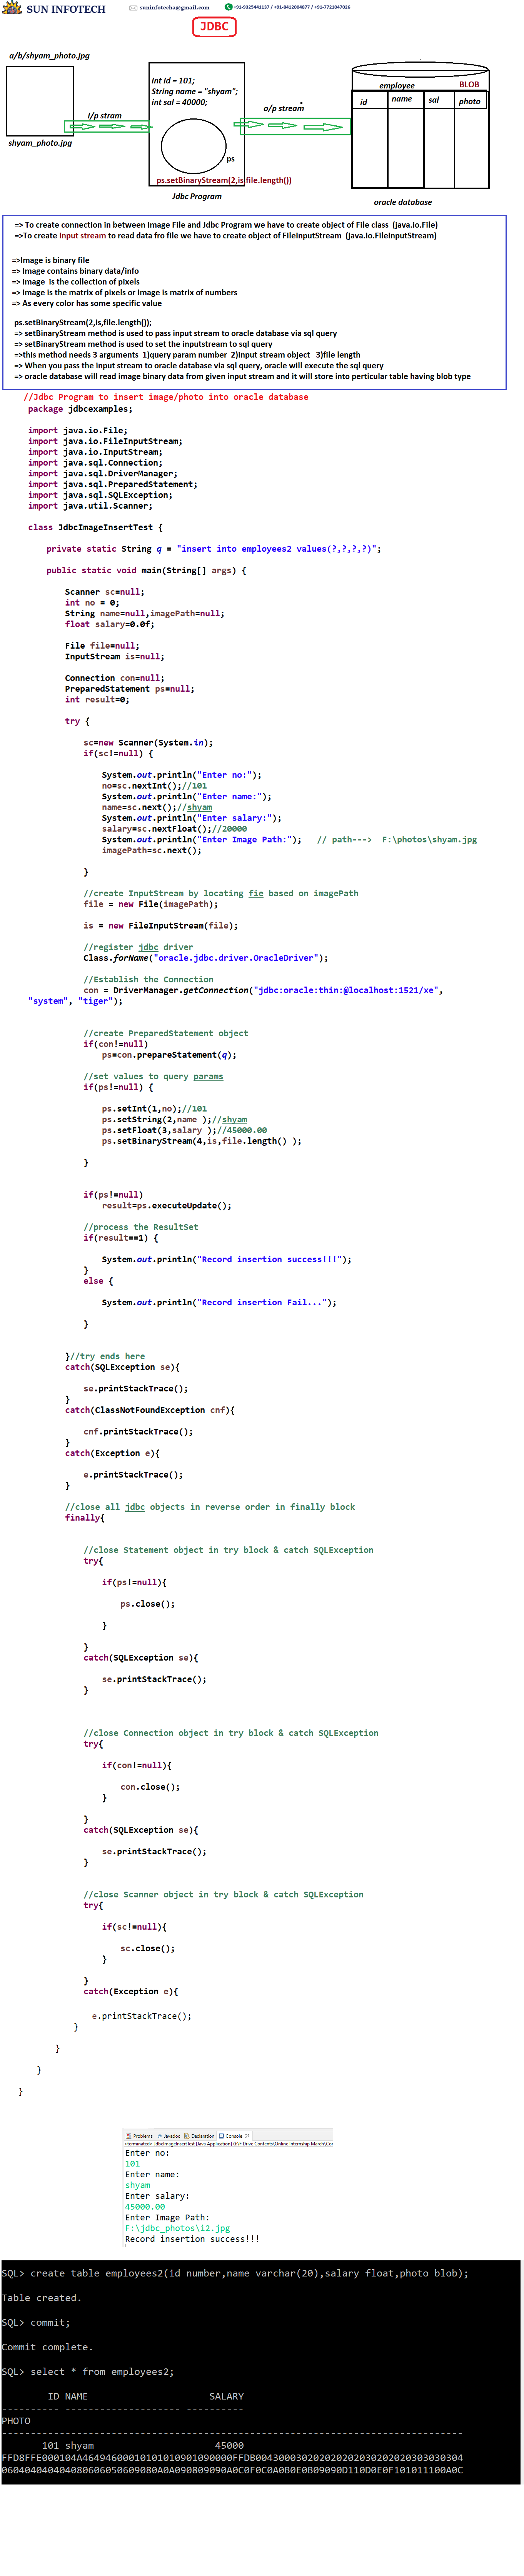 SUN INFOTECH
suninfotecha@gmail.com
+91-9325441137 / +91-8412004877 / +91-7721047026
JDBC
a/b/shyam_photo.jpg
shyam_photo.jpg
i/p stram
int id = 101;
String name = "shyam";
int sal = 40000;
ps
ps.setBinaryStream(2,is,file.length())
Jdbc Program
o/p stream
employee
BLOB
id name sal photo
oracle database
=> To create connection in between Image File and Jdbc Program we have to create object of File class (java.io.File)
=>To create input stream to read data fro file we have to create object of FileInputStream (java.io.FileInputStream)
=>Image is binary file
=> Image contains binary data/info
=> Image is the collection of pixels
=> Image is the matrix of pixels or Image is matrix of numbers
=> As every color has some specific value
ps.setBinaryStream(2,is,file.length());
=> setBinaryStream method is used to pass input stream to oracle database via sql query
=> setBinaryStream method is used to set the inputstream to sql query
=>this method needs 3 arguments 1)query param number 2)input stream object 3)file length
=> When you pass the input stream to oracle database via sql query, oracle will execute the sql query
=> oracle database will read image binary data from given input stream and it will store into perticular table having blob type
//Jdbc Program to insert image/photo into oracle database
package jdbcexamples;
import java.io.File;
import java.io.FileInputStream;
import java.io.InputStream;
import java.sql.Connection;
import java.sql.DriverManager;
import java.sql.PreparedStatement;
import java.sql.SQLException;
import java.util.Scanner;
class JdbcImageInsertTest {
private static String q = "insert into employees2 values(?,?,?,?)";
public static void main(String[] args) {
Scanner sc=null;
int no = 0;
String name=null,imagePath=null;
float salary=0.0f;
File file=null;
InputStream is=null;
Connection con=null;
PreparedStatement ps=null;
int result=0;
try {
sc=new Scanner(System.in);
if(sc!=null) {
System.out.println("Enter no:");
no=sc.nextInt();//101
System.out.println("Enter name:");
name=sc.next();//shyam
System.out.println("Enter salary:");
salary=sc.nextFloat();//20000
System.out.println("Enter Image Path:"); // path---> F:\photos\shyam.jpg
imagePath=sc.next();
}
//create InputStream by locating fie based on imagePath
file = new File(imagePath);
is = new FileInputStream(file);
//register jdbc driver
Class.forName("oracle.jdbc.driver.OracleDriver");
//Establish the Connection
con = DriverManager.getConnection("jdbc:oracle:thin:@localhost:1521/xe",
"system", "tiger");
//create PreparedStatement object
if(con!=null)
ps=con.prepareStatement(q);
//set values to query params
if(ps!=null) {
ps.setInt(1,no);//101
ps.setString(2,name );//shyam
ps.setFloat(3,salary );//45000.00
ps.setBinaryStream(4,is,file.length() );
}
if(ps!=null)
result=ps.executeUpdate();
//process the ResultSet
if(result==1) {
System.out.println("Record insertion success!!!");
}
else {
System.out.println("Record insertion Fail...");
}
}//try ends here
catch(SQLException se){
se.printStackTrace();
}
catch(ClassNotFoundException cnf){
cnf.printStackTrace();
}
catch(Exception e){
e.printStackTrace();
}
//close all jdbc objects in reverse order in finally block
finally{
//close Statement object in try block & catch SQLException
try{
if(ps!=null){
ps.close();
}
}
catch(SQLException se){
se.printStackTrace();
}
//close Connection object in try block & catch SQLException
try{
if(con!=null){
con.close();
}
}
catch(SQLException se){
se.printStackTrace();
}
//close Scanner object in try block & catch SQLException
try{
if(sc!=null){
sc.close();
}
}
catch(Exception e){
e.printStackTrace();
}
}
}
}
Problems Javadoc Declaration Console
<terminated> JdbcImageInsertTest [Java Application] G:\F Drive Contents\Online Internship March\Cor
Enter no:
101
Enter name:
shyam
Enter salary:
45000.00
Enter Image Path:
F:\jdbc_photos\i2.jpg
Record insertion success!!!
SQL> create table employees2(id number,name varchar(20),salary float,photo blob);
Table created.
SQL> commit;
Commit complete.
SQL> select * from employees2;
ID NAME SALARY
---------- -------------------- ----------
PHOTO
--------------------------------------------------------------------------------
101 shyam 45000
FFD8FFE000104A46494600010101010901090000FFDB004300030202020202030202020303030304
060404040404080606050609080A0A090809090A0C0F0C0A0B0E0B09090D110D0E0F101011100A0C